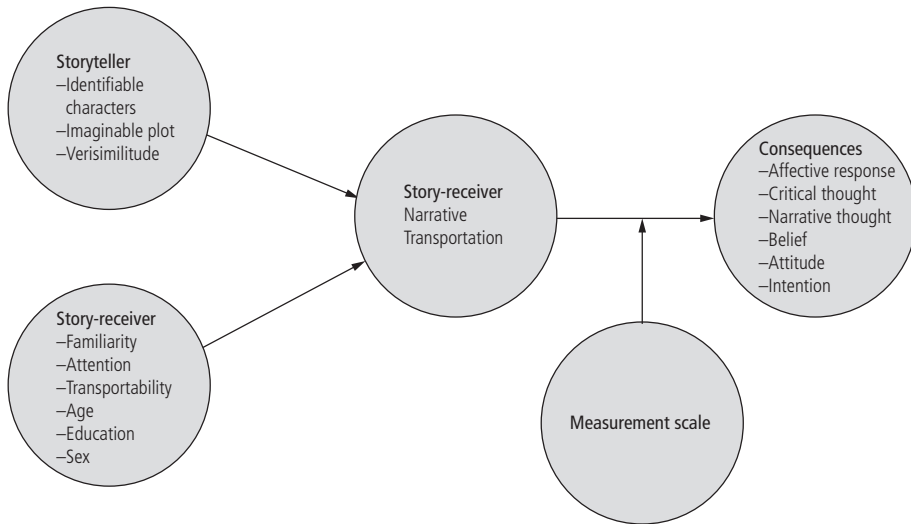 Storyteller
–Identifiable
characters
–Imaginable plot
–Verisimilitude
Story-receiver
–Familiarity
–Attention
–Transportability
–Age
–Education
–Sex
Story-receiver
Narrative
Transportation
Consequences
–Affective response
–Critical thought
–Narrative thought
–Belief
–Attitude
–Intention
Measurement scale